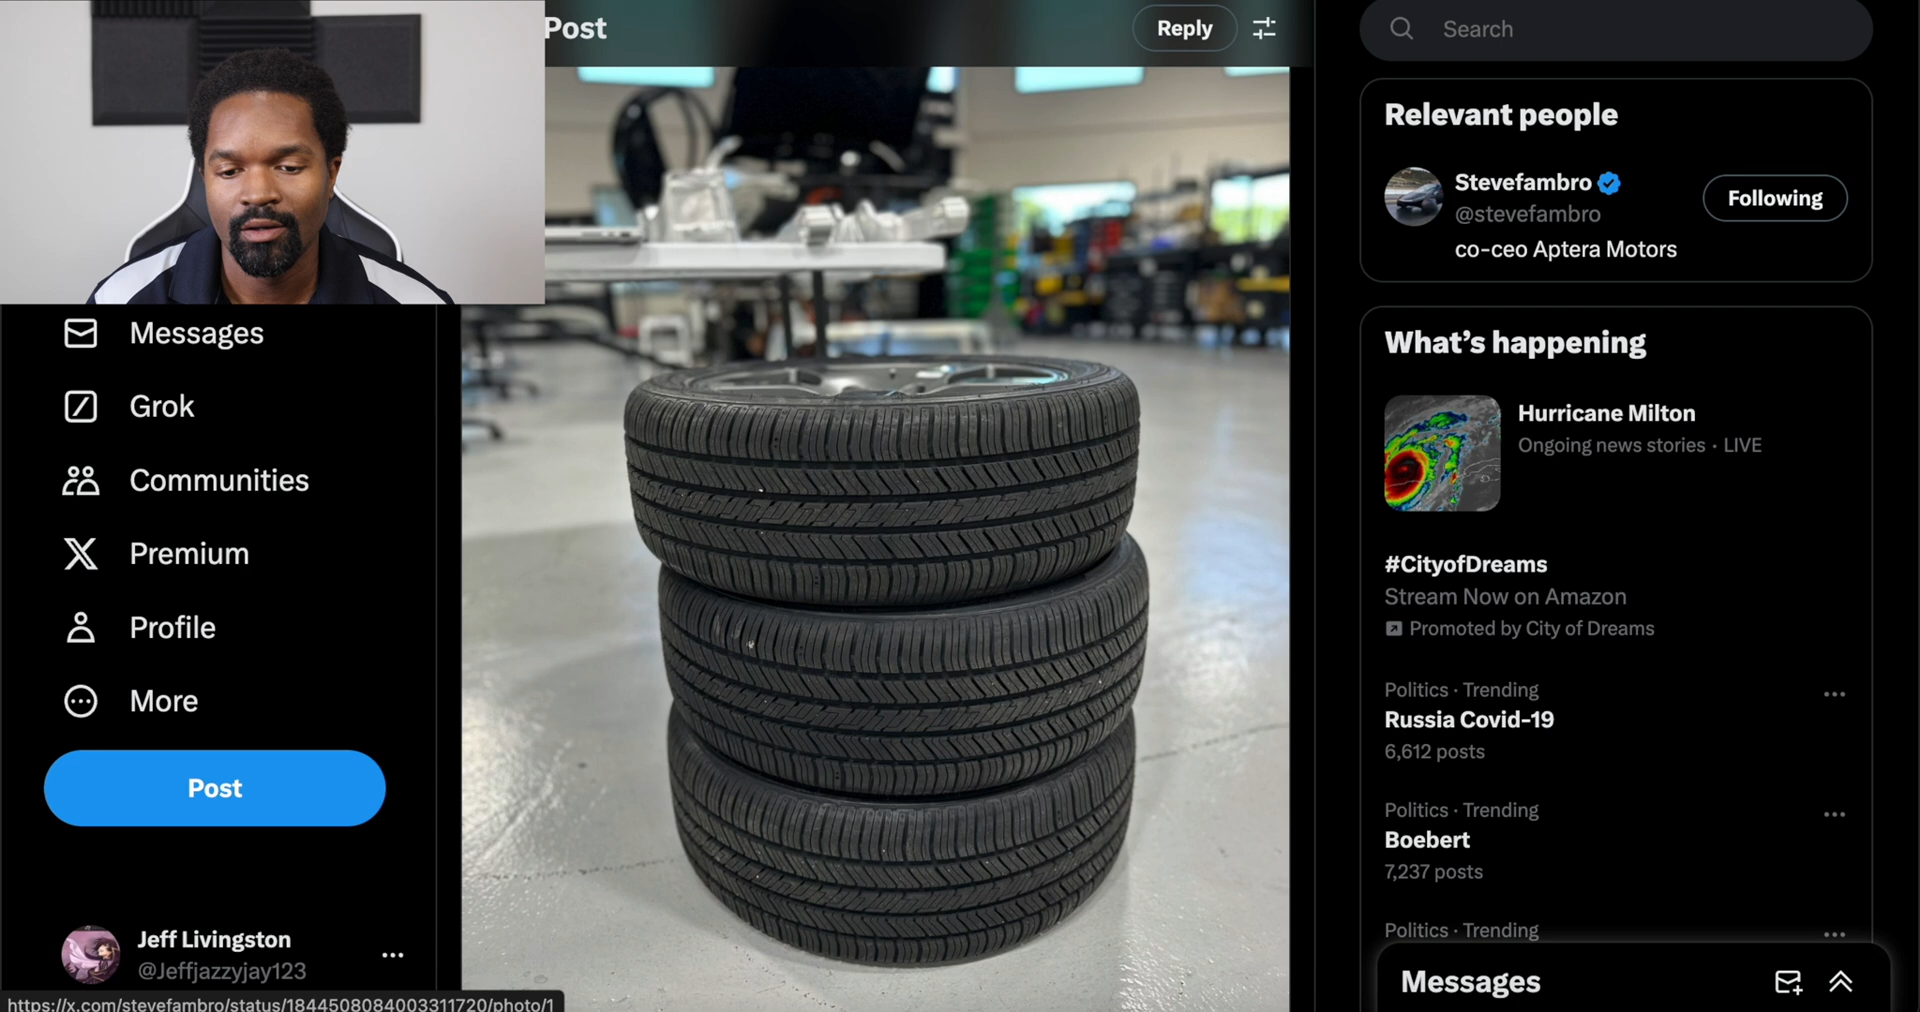 Post
Reply
Search
Messages
Grok
Communities
Premium
Profile
More
Post
Jeff Livingston
@Jeffjazzyjay123
https://x.com/stevefambro/status/1844508084003311720/photo/1
Relevant people
Stevefambro
@stevefambro
Following
co-ceo Aptera Motors
What's happening
Hurricane Milton
Ongoing news stories · LIVE
#CityofDreams
Stream Now on Amazon
Promoted by City of Dreams
Politics · Trending
Russia Covid-19
6,612 posts
Politics · Trending
Boebert
7,237 posts
Politics · Trending
Messages